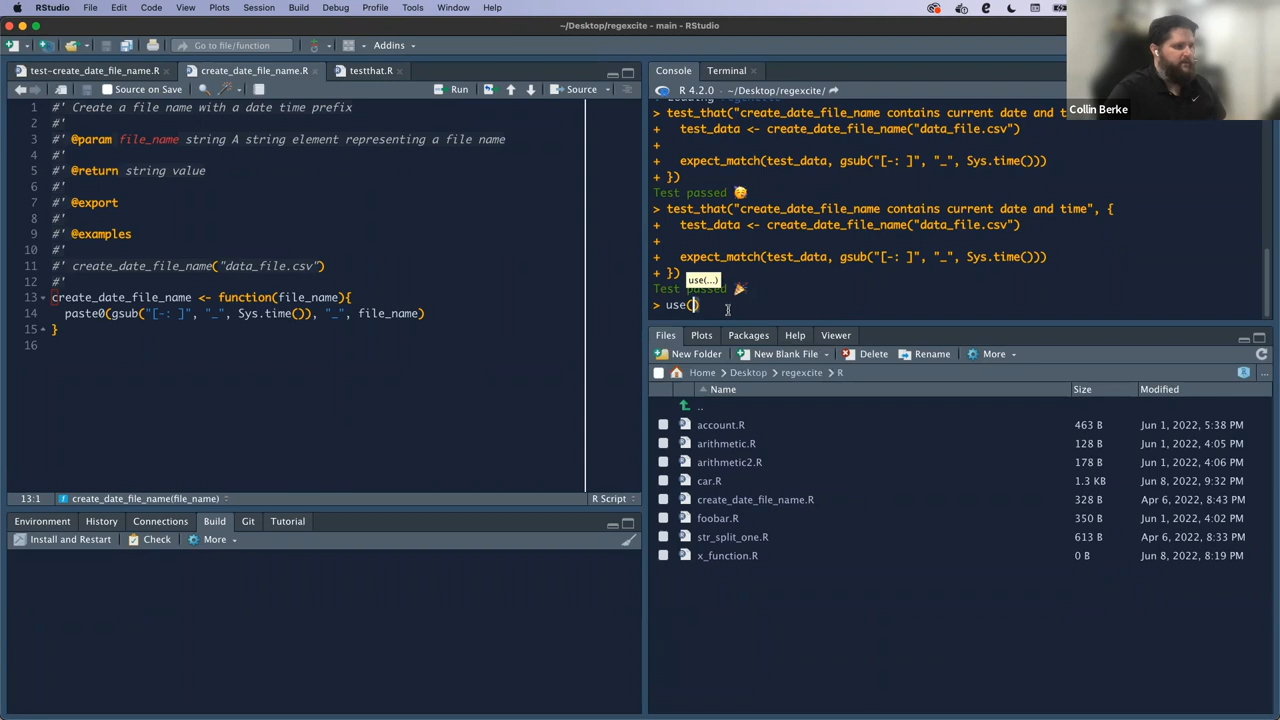 RStudio File Edit Code View Plots Session Build Debug Profile Tools Window Help
~/Desktop/regexcite - main - RStudio
Go to file/function Addins
test-create_date_file_name.R create_date_file_name.R testthat.R
Source on Save Run Source
1 #' Create a file name with a date time prefix
2 #'
3 #' @param file_name string A string element representing a file name
4 #'
5 #' @return string value
6 #'
7 #' @export
8 #'
9 #' @examples
10 #'
11 #' create_date_file_name("data_file.csv")
12 #'
13 create_date_file_name <- function(file_name){
14 paste0(gsub("[-: ]", "_", Sys.time()), "_", file_name)
15 }
16
13:1 create_date_file_name(file_name) R Script
Environment History Connections Build Git Tutorial
Install and Restart Check More
Console Terminal
R 4.2.0 · ~/Desktop/regexcite/
> test_that("create_date_file_name contains current date and t
+ test_data <- create_date_file_name("data_file.csv")
+
+ expect_match(test_data, gsub("[-: ]", "_", Sys.time()))
+ })
Test passed 🥳
> test_that("create_date_file_name contains current date and time", {
+ test_data <- create_date_file_name("data_file.csv")
+
+ expect_match(test_data, gsub("[-: ]", "_", Sys.time()))
+ })
use(...)
Test passed 🎉
> use()
Collin Berke
Files Plots Packages Help Viewer
New Folder New Blank File Delete Rename More
Home Desktop regexcite R
Name Size Modified
..
account.R 463 B Jun 1, 2022, 5:38 PM
arithmetic.R 128 B Jun 1, 2022, 4:05 PM
arithmetic2.R 178 B Jun 1, 2022, 4:06 PM
car.R 1.3 KB Jun 8, 2022, 9:32 PM
create_date_file_name.R 328 B Apr 6, 2022, 8:43 PM
foobar.R 350 B Jun 1, 2022, 4:02 PM
str_split_one.R 613 B Apr 6, 2022, 8:33 PM
x_function.R 0 B Jun 8, 2022, 8:19 PM